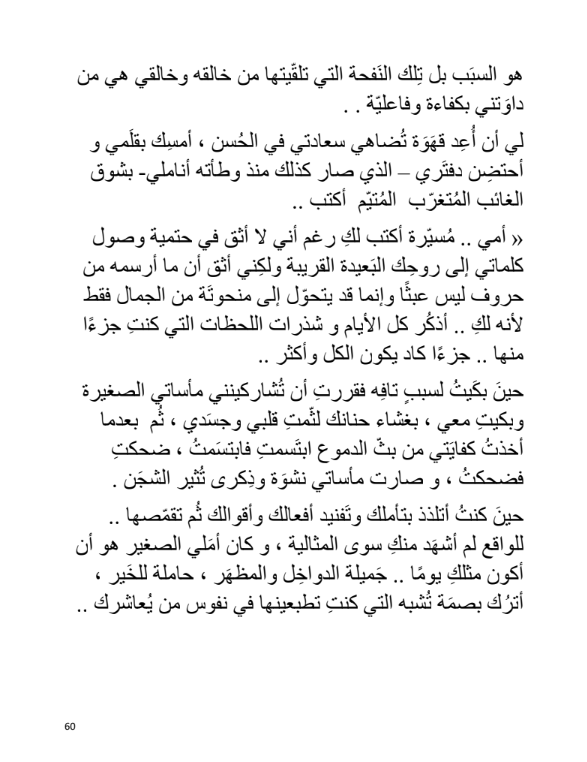 هو السبَب بل تِلك النَفحة التي تلقّيتها من خالقه وخالقي هي من
داوَتني بكفاءة وفاعليّة . .
لي أن أُعِد قهَوَة تُضاهي سعادتي في الحُسن ، أمسِك بقلَمي و
أحتضِن دفتَري – الذي صار كذلك منذ وطأته أناملي- بشوق
الغائب المُتغرّب المُتيّم أكتب ..
« أمي .. مُسيّرة أكتب لكِ رغم أني لا أثق في حتمية وصول
كلماتي إلى روحِك البَعيدة القريبة ولكِني أثق أن ما أرسمه من
حروف ليس عبثًا وإنما قد يتحوّل إلى منحوتَة من الجمال فقط
لأنه لكِ .. أذكُر كل الأيام و شذرات اللحظات التي كنتِ جزءًا
منها .. جزءًا كاد يكون الكل وأكثر ..
حينَ بكَيتُ لسببٍ تافِه فقررتِ أن تُشاركينني مأساتي الصغيرة
وبكيتِ معي ، بغشاءِ حنانك لثّمتِ قلبي وجسَدي ، ثُم بعدما
أخذتُ كفايَتي من بثّ الدموع ابتَسمتِ فابتسَمتُ ، ضحكتِ
فضحكتُ ، و صارت مأساتي نشوَة وذِكرى تُثير الشجَن .
حينَ كنتُ أتلذذ بتأملك وتَفنيد أفعالك وأقوالك ثُم تقمّصها ..
للواقع لم أشهَد منكِ سوى المثالية ، و كان أمَلي الصغير هو أن
أكون مثلكِ يومًا .. جَميلة الدواخِل والمظهَر ، حاملة للخَير ،
أترُك بصمَة تُشبه التي كنتِ تطبعينها في نفوس من يُعاشرك ..
60